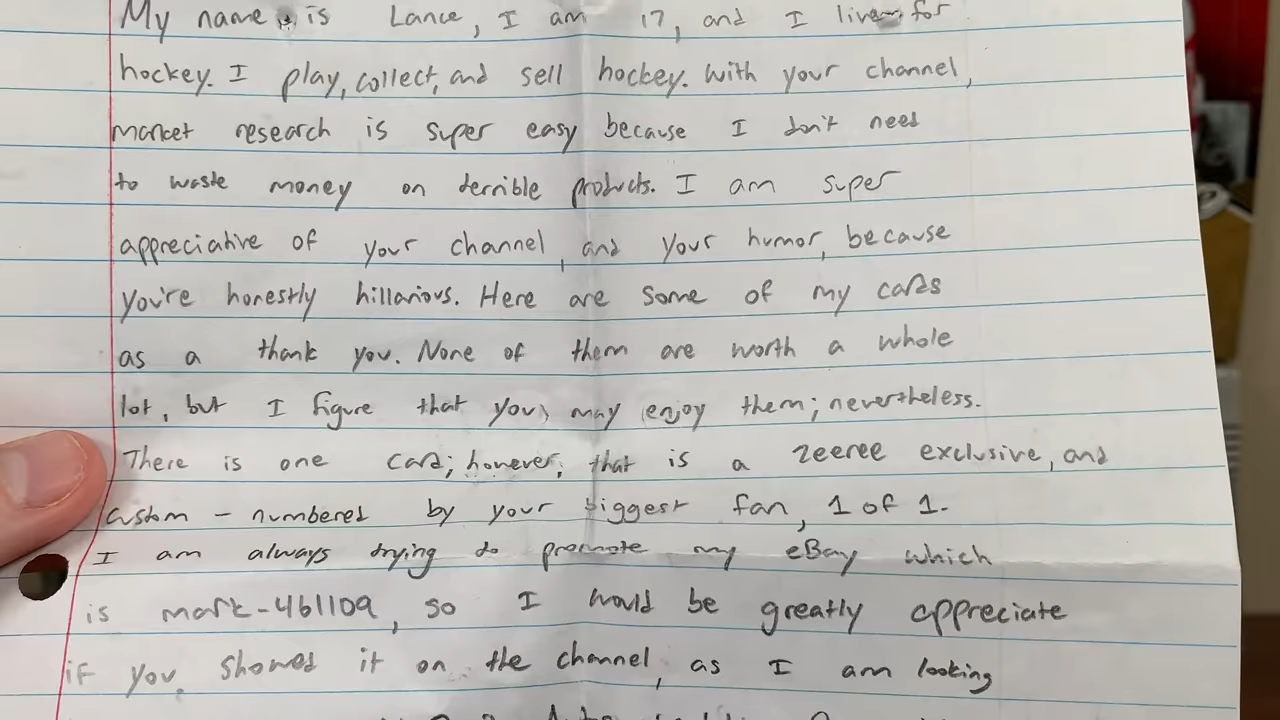 My name is Lance, I am 17, and I live for
hockey. I play, collect, and sell hockey. With your channel,
market research is super easy because I don't need
to waste money on terrible products. I am super
appreciative of your channel, and your humor, because
you're honestly hillarious. Here are some of my cards
as a thank you. None of them are worth a whole
lot, but I figure that you may enjoy them; nevertheless.
There is one card; however, that is a zeeree exclusive, and
custom - numbered by your biggest fan, 1 of 1.
I am always trying to promote my eBay which
is mark-461109, so I would be greatly appreciate
if you showed it on the channel, as I am looking